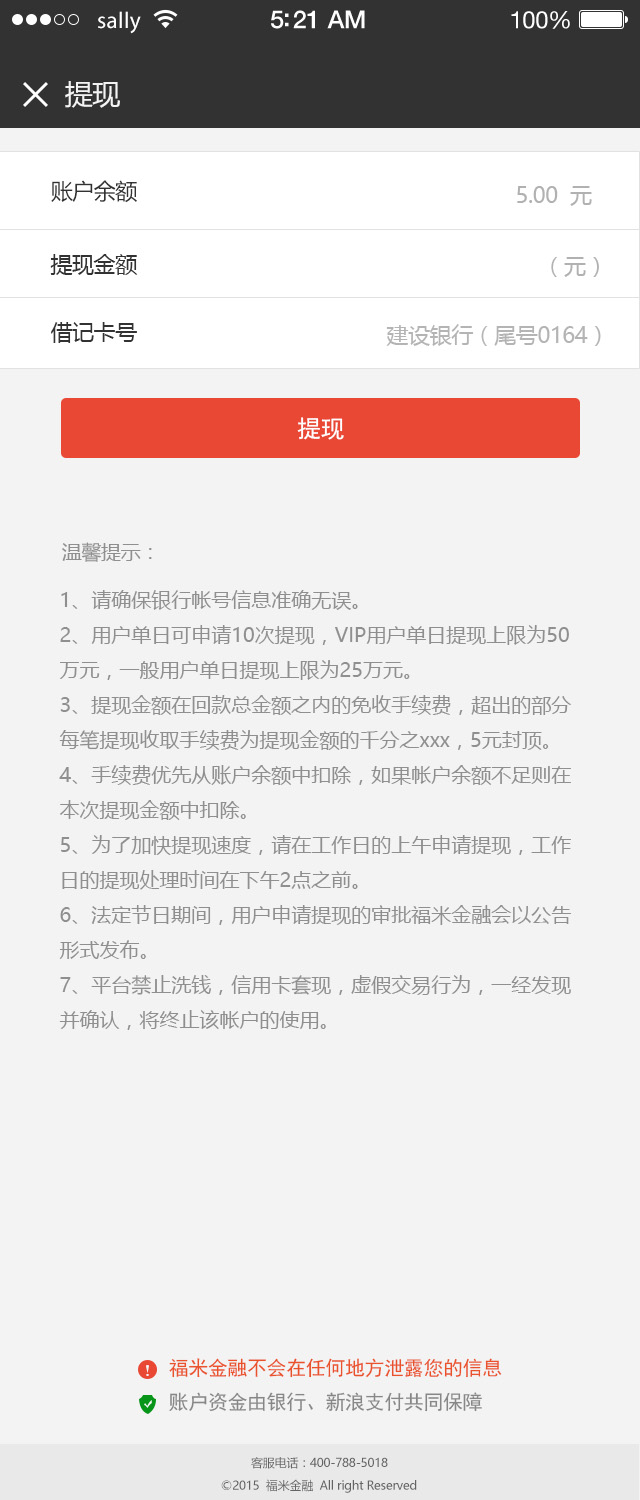 sally 5:21 AM 100%
提现
账户余额 5.00 元
提现金额 （元）
借记卡号 建设银行（尾号0164）
提现
温馨提示：
1、请确保银行帐号信息准确无误。
2、用户单日可申请10次提现，VIP用户单日提现上限为50
万元，一般用户单日提现上限为25万元。
3、提现金额在回款总金额之内的免收手续费，超出的部分
每笔提现收取手续费为提现金额的千分之xxx，5元封顶。
4、手续费优先从账户余额中扣除，如果帐户余额不足则在
本次提现金额中扣除。
5、为了加快提现速度，请在工作日的上午申请提现，工作
日的提现处理时间在下午2点之前。
6、法定节日期间，用户申请提现的审批福米金融会以公告
形式发布。
7、平台禁止洗钱，信用卡套现，虚假交易行为，一经发现
并确认，将终止该帐户的使用。
福米金融不会在任何地方泄露您的信息
账户资金由银行、新浪支付共同保障
客服电话：400-788-5018
©2015 福米金融 All right Reserved